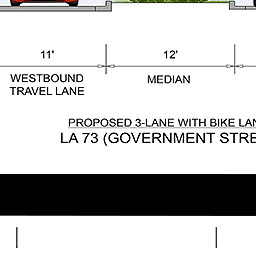 11' 12'
WESTBOUND MEDIAN
TRAVEL LANE
PROPOSED 3-LANE WITH BIKE LAN
LA 73 (GOVERNMENT STRE